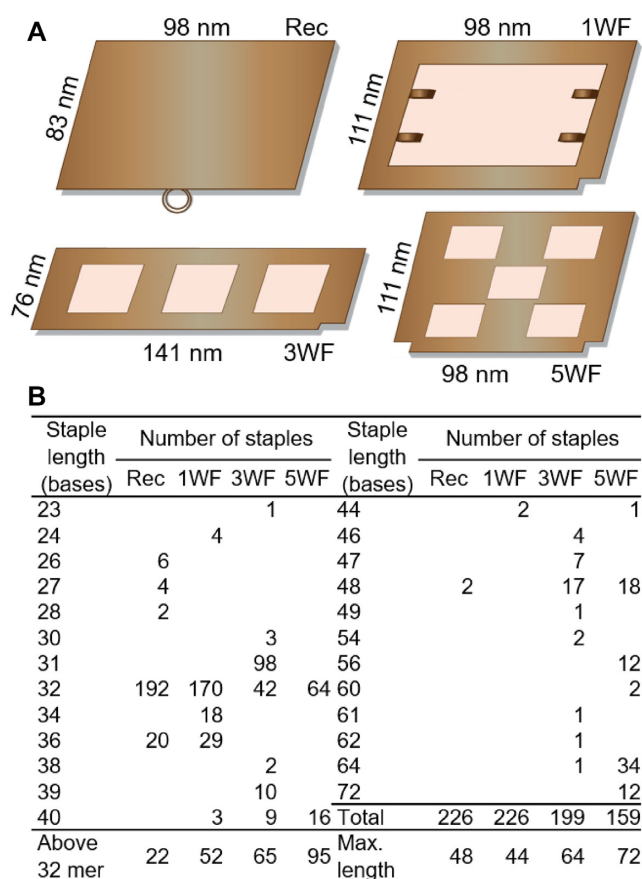 A
98 nm Rec
83 nm
98 nm 1WF
111 nm
76 nm
141 nm 3WF
111 nm
98 nm 5WF
B
Staple length (bases) Number of staples Staple length (bases) Number of staples
Rec 1WF 3WF 5WF Rec 1WF 3WF 5WF
23 1 44 2 1
24 4 46 4
26 6 47 7
27 4 48 2 17 18
28 2 49 1
30 3 54 2
31 98 56 12
32 192 170 42 64 60 2
34 18 61 1
36 20 29 62 1
38 2 64 1 34
39 10 72 12
40 3 9 16 Total 226 226 199 159
Above 32 mer 22 52 65 95 Max. length 48 44 64 72